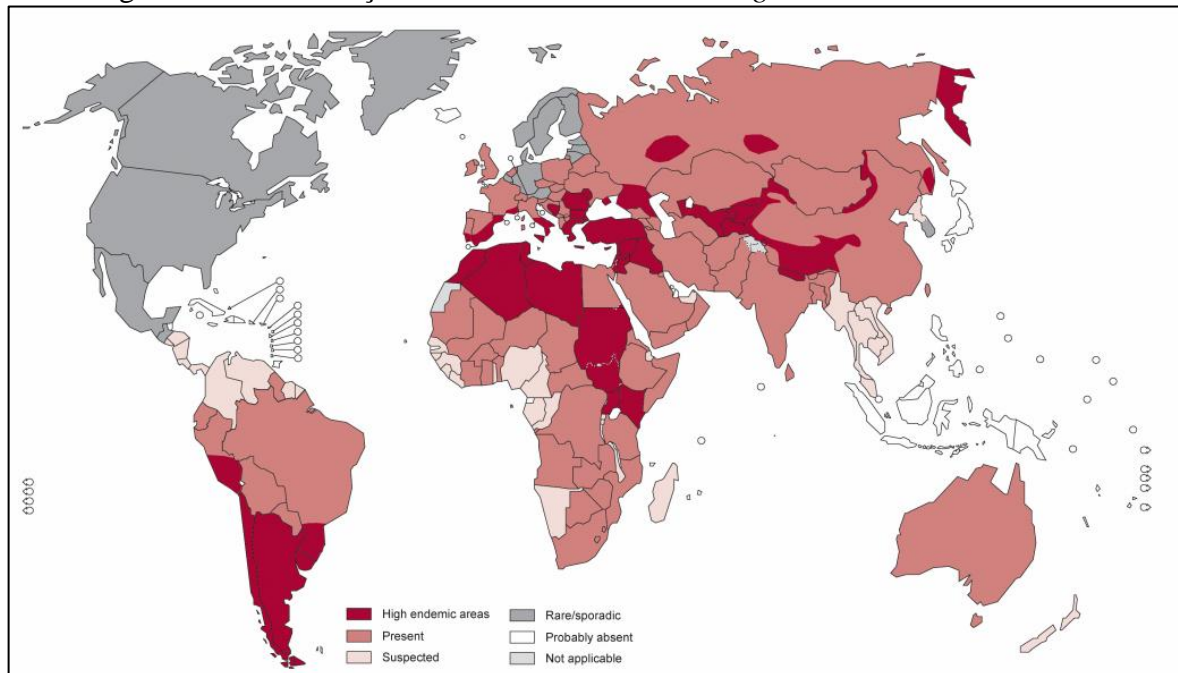 High endemic areas
Present
Suspected
Rare/sporadic
Probably absent
Not applicable